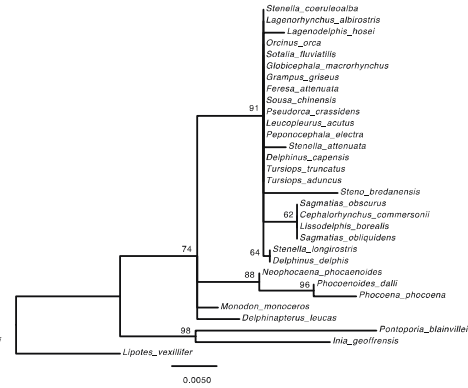 Stenella_coeruleoalba
Lagenorhynchus_albirostris
Lagenodelphis_hosei
Orcinus_orca
Sotalia_fluviatilis
Globicephala_macrorhynchus
Grampus_griseus
Feresa_attenuata
91
Sousa_chinensis
Pseudorca_crassidens
Leucopleurus_acutus
Peponocephala_electra
Stenella_attenuata
Delphinus_capensis
Tursiops_truncatus
Tursiops_aduncus
Steno_bredanensis
Sagmatias_obscurus
62
Cephalorhynchus_commersonii
Lissodelphis_borealis
Sagmatias_obliquidens
74
64
Stenella_longirostris
Delphinus_delphis
88
Neophocaena_phocaenoides
96
Phocoenoides_dalli
Phocoena_phocoena
Monodon_monoceros
Delphinapterus_leucas
98
Pontoporia_blainvillei
Inia_geoffrensis
Lipotes_vexillifer
0.0050